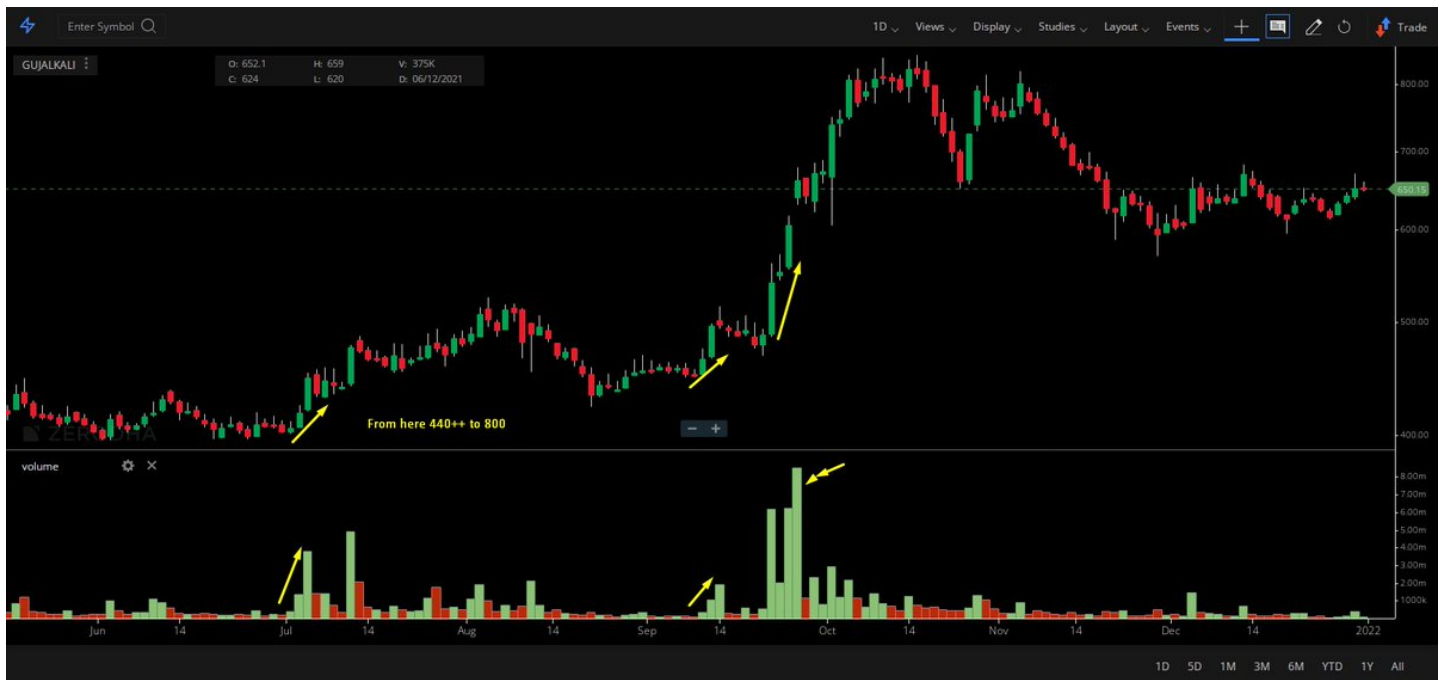 Enter Symbol 1D Views Display Studies Layout Events Trade
GUJALKALI
O: 652.1 H: 659 V: 375K
C: 624 L: 620 D: 06/12/2021
800.00
700.00
650.15
600.00
500.00
From here 440++ to 800
ZERODHA
400.00
volume
8.00m
7.00m
6.00m
5.00m
4.00m
3.00m
2.00m
1000k
Jun 14 Jul 14 Aug 14 Sep 14 Oct 14 Nov 14 Dec 14 2022
1D 5D 1M 3M 6M YTD 1Y All